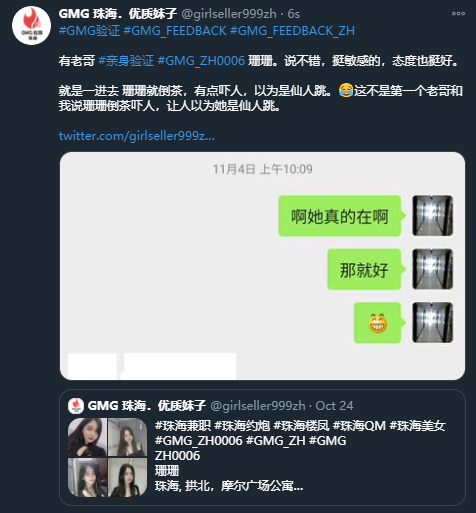 GMG 珠海．优质妹子 @girlseller999zh · 6s
#GMG验证 #GMG_FEEDBACK #GMG_FEEDBACK_ZH
有老哥 #亲身验证 #GMG_ZH0006 珊珊。说不错，挺敏感的，态度也挺好。
就是一进去 珊珊就倒茶，有点吓人，以为是仙人跳。😂这不是第一个老哥和
我说珊珊倒茶吓人，让人以为她是仙人跳。
twitter.com/girlseller999z...
11月4日 上午10:09
啊她真的在啊
那就好
😁
GMG 珠海．优质妹子 @girlseller999zh · Oct 24
#珠海兼职 #珠海约炮 #珠海楼凤 #珠海QM #珠海美女
#GMG_ZH0006 #GMG_ZH #GMG
ZH0006
珊珊
珠海, 拱北，摩尔广场公寓...